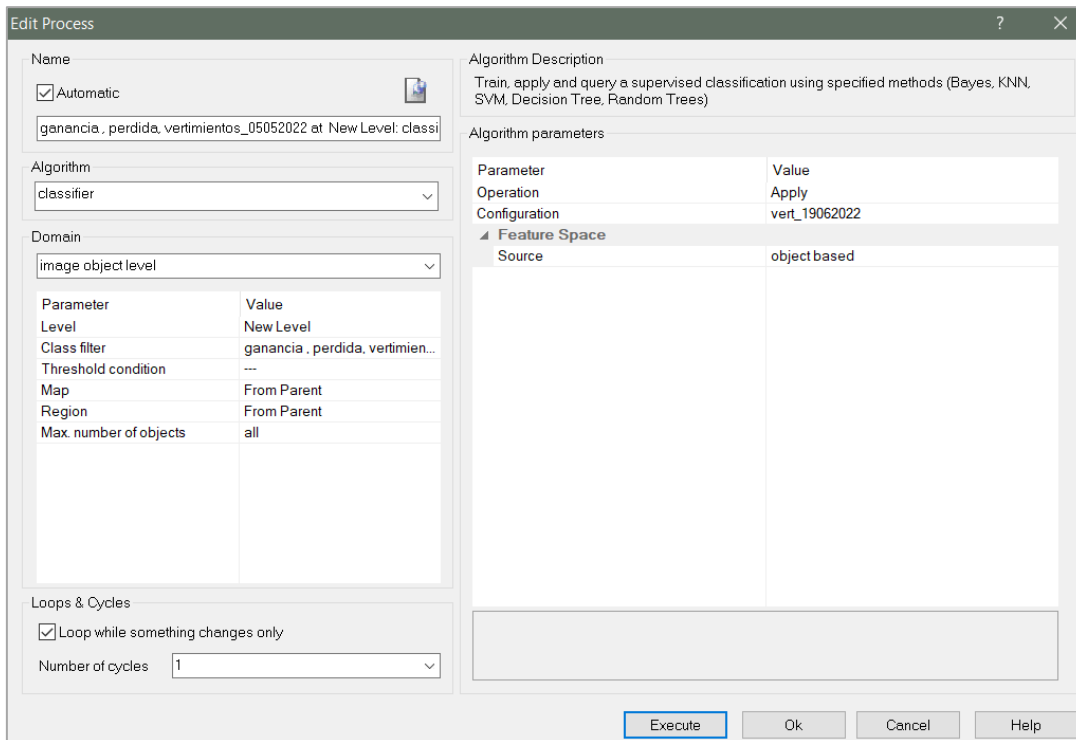 Edit Process
?
Name
Automatic
ganancia , perdida, vertimientos_05052022 at New Level: classi
Algorithm
classifier
Domain
image object level
Parameter Value
Level New Level
Class filter ganancia , perdida, vertimien...
Threshold condition ---
Map From Parent
Region From Parent
Max. number of objects all
Loops & Cycles
Loop while something changes only
Number of cycles 1
Algorithm Description
Train, apply and query a supervised classification using specified methods (Bayes, KNN,
SVM, Decision Tree, Random Trees)
Algorithm parameters
Parameter Value
Operation Apply
Configuration vert_19062022
Feature Space
Source object based
Execute Ok Cancel Help